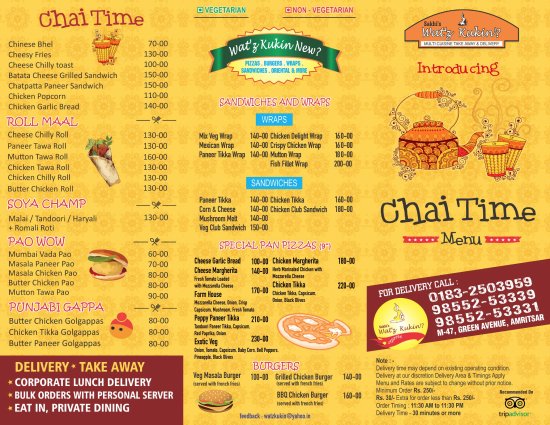 Chai Time
Chinese Bhel 70-00
Cheesy Fries 130-00
Cheese Chilly toast 100-00
Batata Cheese Grilled Sandwich 150-00
Chatpatta Paneer Sandwich 150-00
Chicken Popcorn 110-00
Chicken Garlic Bread 140-00
ROLL MAAL
Cheese Chilly Roll 130-00
Paneer Tawa Roll 130-00
Mutton Tawa Roll 160-00
Chicken Tawa Roll 130-00
Chicken Chilly Roll 130-00
Butter Chicken Roll 130-00
SOYA CHAMP
Malai / Tandoori / Haryali 130-00
+ Romali Roti
PAO WOW
Mumbai Vada Pao 60-00
Masala Paneer Pao 70-00
Masala Chicken Pao 80-00
Butter Chicken Pao 80-00
Mutton Tawa Pao 90-00
PUNJABI GAPPA
Butter Chicken Golgappas 80-00
Chicken Tikka Golgappas 80-00
Butter Paneer Golgappas 80-00
DELIVERY • TAKE AWAY
CORPORATE LUNCH DELIVERY
BULK ORDERS WITH PERSONAL SERVER
EAT IN, PRIVATE DINING
VEGETARIAN NON - VEGETARIAN
Wat'z Kukin New?
PIZZAS . BURGERS . WRAPS .
SANDWICHES . ORIENTAL & MORE
SANDWICHES AND WRAPS
WRAPS
Mix Veg Wrap 140-00 Chicken Delight Wrap 160-00
Mexican Wrap 140-00 Crispy Chicken Wrap 160-00
Paneer Tikka Wrap 140-00 Mutton Wrap 180-00
Fish Fillet Wrap 200-00
SANDWICHES
Paneer Tikka 140-00 Chicken Tikka 160-00
Corn & Cheese 140-00 Chicken Club Sandwich 180-00
Mushroom Melt 140-00
Veg Club Sandwich 150-00
SPECIAL PAN PIZZAS (9")
Cheese Garlic Bread 100-00 Chicken Margherita 180-00
Cheese Margherita 140-00 Herb Marinaded Chicken with
Fresh Tomato Loaded Mozzarella Cheese
with Mozzarella Cheese Chicken Tikka 220-00
Farm House 170-00 Chicken Tikka, Capsicum,
Mozzarella Cheese, Onion, Crisp Onion, Black Olives
Capsicum, Mushroom, Fresh Tomato
Peppy Paneer Tikka 210-00
Tandoori Paneer Tikka, Capsicum,
Red Paprika, Onion
Exotic Veg 230-00
Onion, Tomato, Capsicum, Baby Corn, Bell Peppers,
Pineapple, Black Olives
BURGERS
Veg Masala Burger 140-00 Grilled Chicken Burger 140-00
(served with french fries) (served with french fries)
BBQ Chicken Burger 160-00
(served with french fries)
feedback : watzkukin@yahoo.in
Sakhi's
Wat'z Kukin?
MULTI CUISINE TAKE AWAY & DELIVERY
Introducing
Chai Time
Menu
FOR DELIVERY CALL :
0183-2503959
98552-53339
98552-53331
M-47, GREEN AVENUE, AMRITSAR
Sakhi's
Wat'z Kukin?
Note : -
Delivery time may depend on existing operating condition.
Delivery at our discretion Delivery Area & Timings Apply
Menu and Rates are subject to change without prior notice.
Minimum Order Rs. 250/-
Rs. 30/- Extra for order less than Rs. 250/-
Order Timing : 11:30 AM to 11:30 PM
Delivery Time - 30 minutes or more
Recommended On
tripadvisor